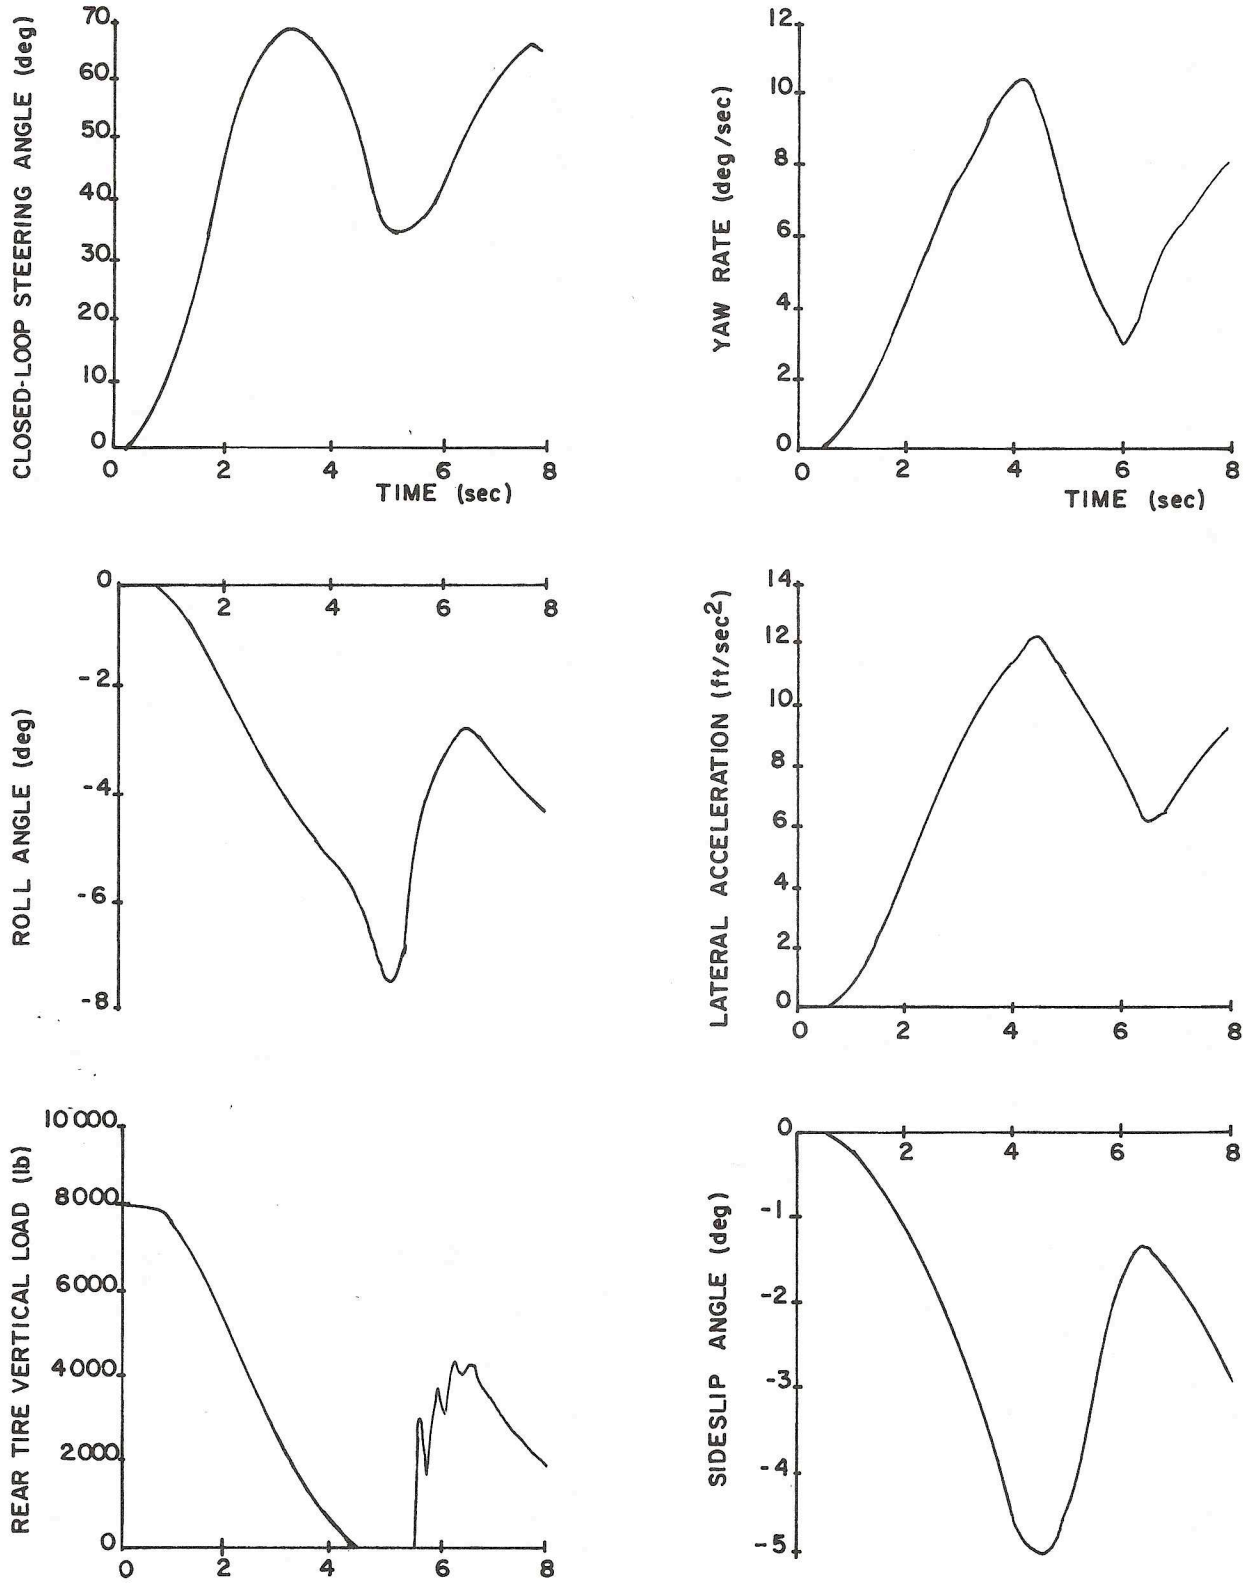 CLOSED-LOOP STEERING ANGLE (deg)
70
60
50
40
30
20
10
0
0 2 4 6 8
TIME (sec)
YAW RATE (deg/sec)
12
10
8
6
4
2
0
0 2 4 6 8
TIME (sec)
ROLL ANGLE (deg)
0
2 4 6 8
-2
-4
-6
-8
LATERAL ACCELERATION (ft/sec2)
14
12
10
8
6
4
2
0
0 2 4 6 8
REAR TIRE VERTICAL LOAD (lb)
10000
8000
6000
4000
2000
0
0 2 4 6 8
SIDESLIP ANGLE (deg)
0
2 4 6 8
-1
-2
-3
-4
-5